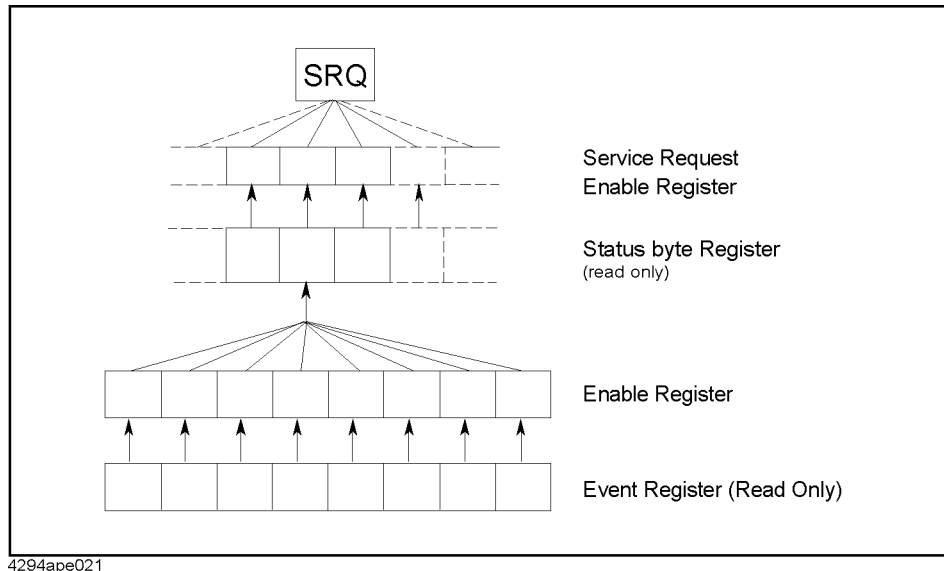 SRQ
Service Request
Enable Register
Status byte Register
(read only)
Enable Register
Event Register (Read Only)
4294ape021